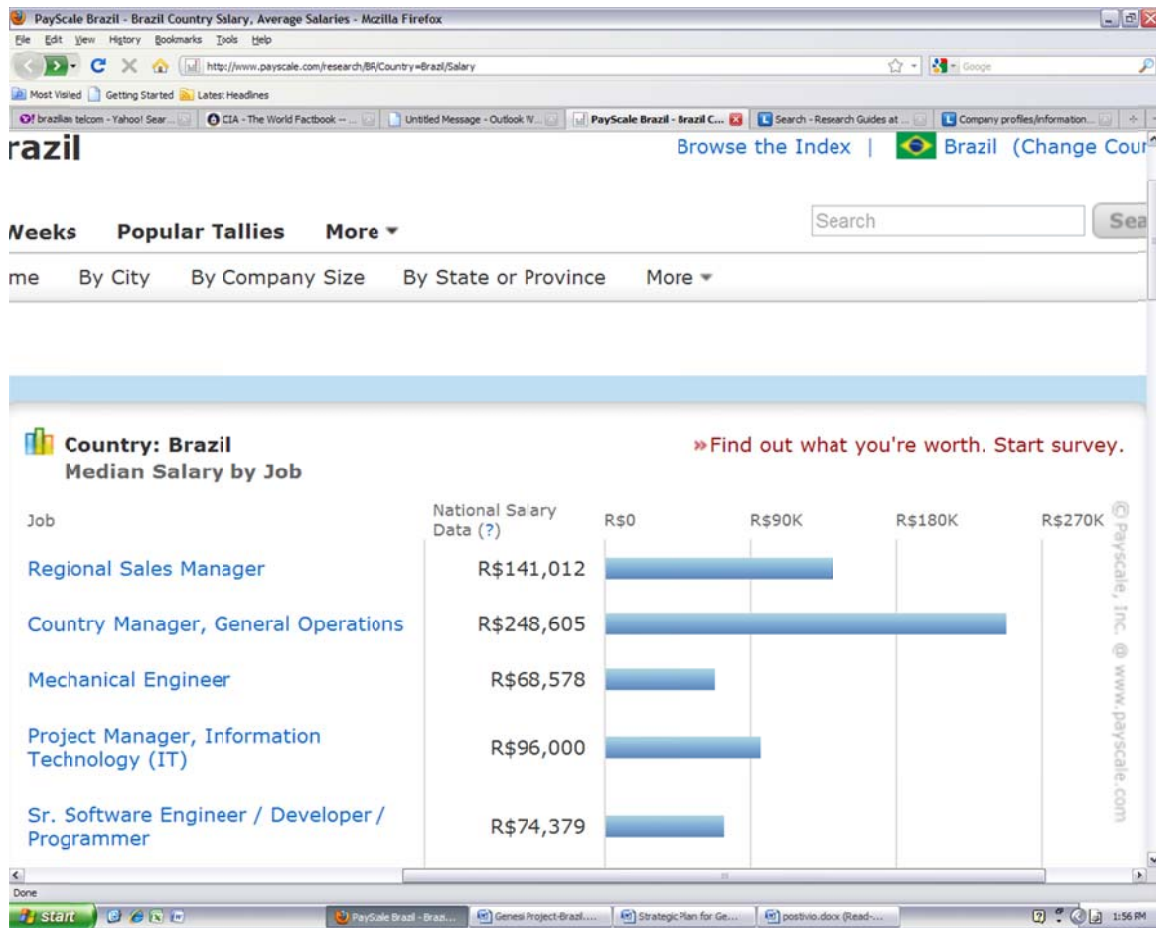 PayScale Brazil - Brazil Country Salary, Average Salaries - Mozilla Firefox
File Edit View History Bookmarks Tools Help
http://www.payscale.com/research/BR/Country=Brazil/Salary
Google
Most Visited Getting Started Latest Headlines
brazilian telcom - Yahoo! Sear... CIA - The World Factbook -- ... Untitled Message - Outlook W... PayScale Brazil - Brazil C... Search - Research Guides at ... Company profiles/information...
razil Browse the Index | Brazil (Change Cour
Weeks Popular Tallies More Search Sea
me By City By Company Size By State or Province More
Country: Brazil »Find out what you're worth. Start survey.
Median Salary by Job
Job National Salary Data (?) R$0 R$90K R$180K R$270K
Regional Sales Manager R$141,012
Country Manager, General Operations R$248,605
Mechanical Engineer R$68,578
Project Manager, Information
Technology (IT) R$96,000
Sr. Software Engineer / Developer /
Programmer R$74,379
© Payscale, Inc. @ www.payscale.com
Done
start PayScale Brazil - Brazi... Genesi Project-Brazil.... Strategic Plan for Ge... postivio.docx (Read-... 1:56 PM